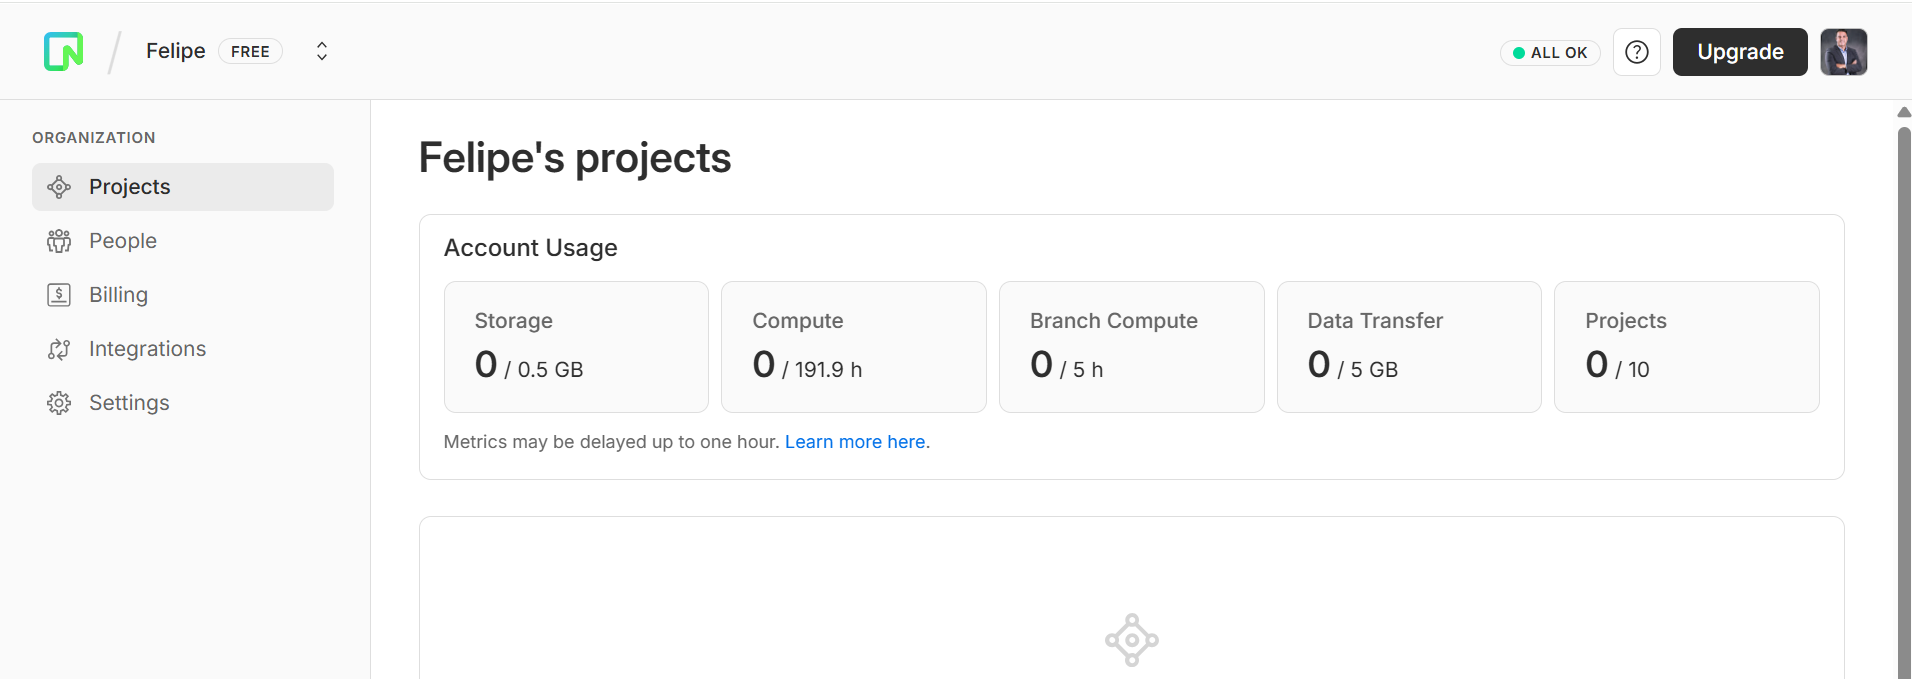 Felipe FREE
ALL OK
Upgrade
ORGANIZATION
Projects
People
Billing
Integrations
Settings
Felipe's projects
Account Usage
Storage
0 / 0.5 GB
Compute
0 / 191.9 h
Branch Compute
0 / 5 h
Data Transfer
0 / 5 GB
Projects
0 / 10
Metrics may be delayed up to one hour. Learn more here.